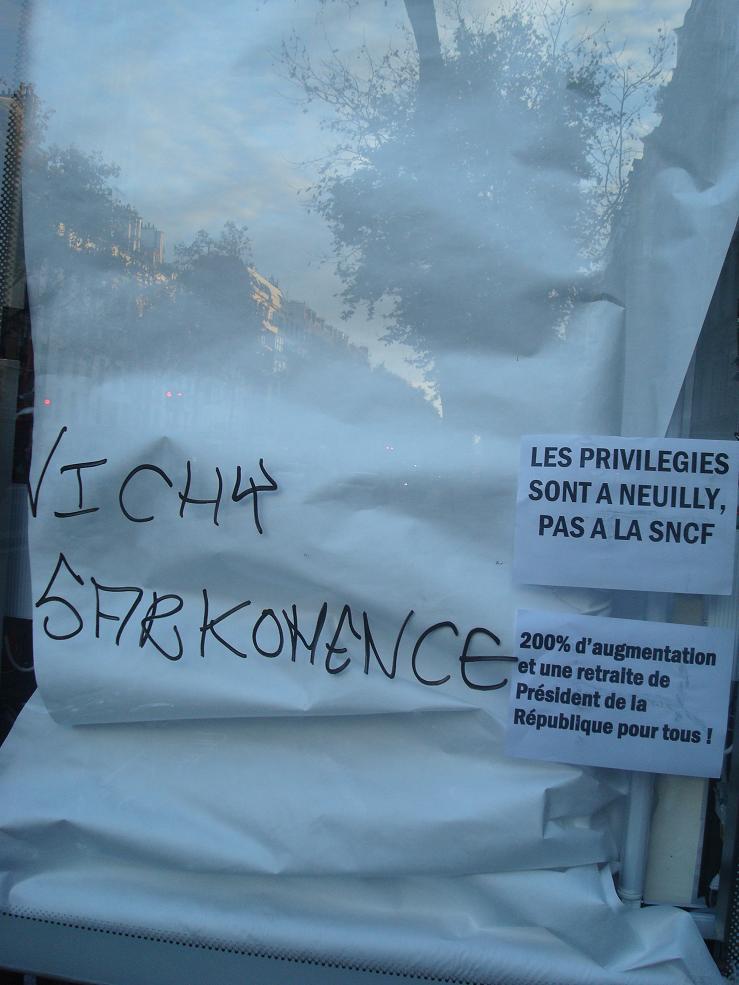 VICHY
SARKOMENCE
LES PRIVILEGIES
SONT A NEUILLY,
PAS A LA SNCF
200% d'augmentation
et une retraite de
Président de la
République pour tous !